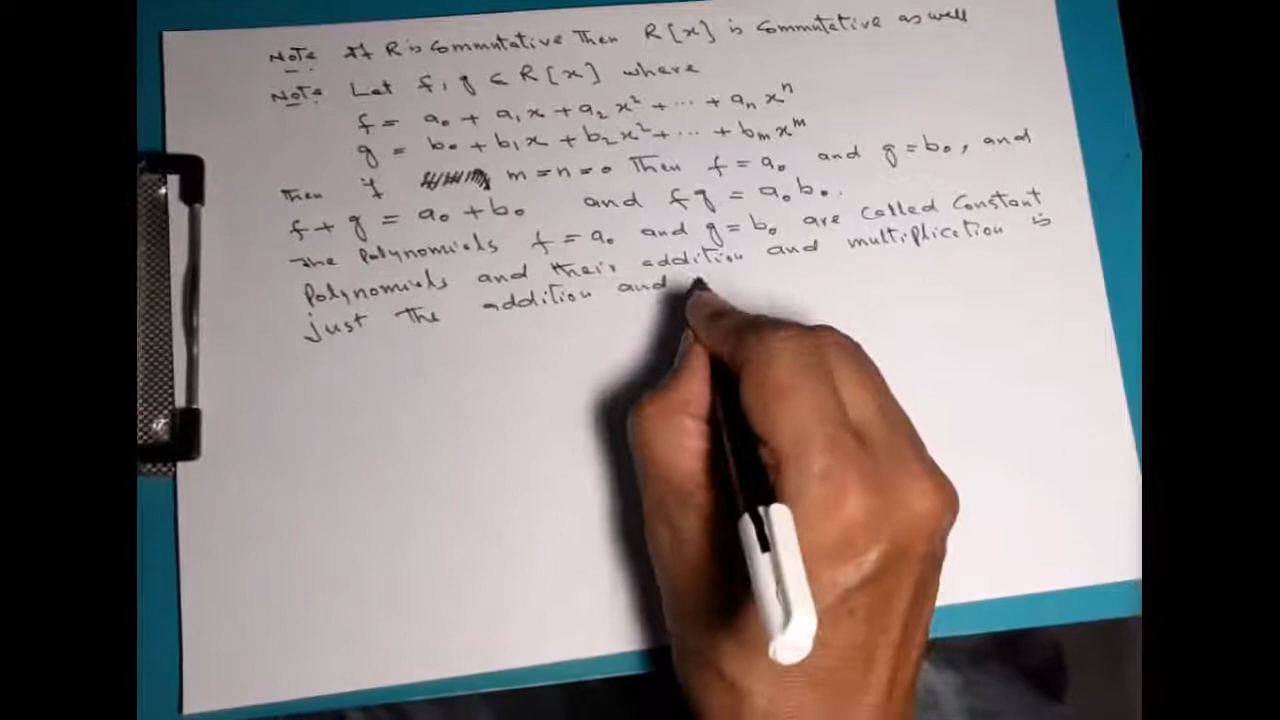 Note: If R is Commutative Then R[x] is Commutative as well
Note: Let f, g ∈ R[x] where
f = a₀ + a₁x + a₂x² + ... + aₙxⁿ
g = b₀ + b₁x + b₂x² + ... + bₘxᵐ
Then if m = n = 0 Then f = a₀ and g = b₀, and
f + g = a₀ + b₀ and fg = a₀b₀.
The Polynomials f = a₀ and g = b₀ are called Constant
Polynomials and their addition and multiplication is
just the addition and